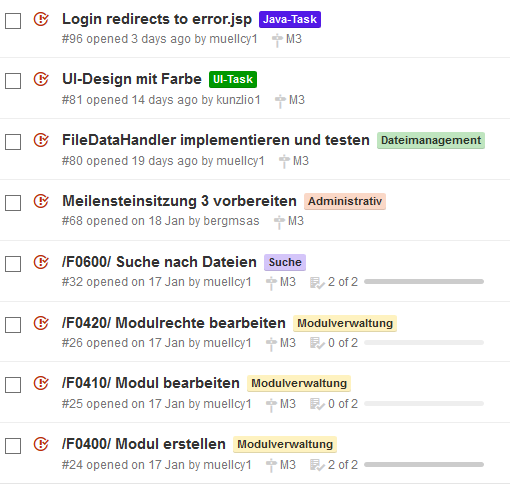 Login redirects to error.jsp Java-Task
#96 opened 3 days ago by muellcy1 M3
UI-Design mit Farbe UI-Task
#81 opened 14 days ago by kunzlio1 M3
FileDataHandler implementieren und testen Dateimanagement
#80 opened 19 days ago by muellcy1 M3
Meilensteinsitzung 3 vorbereiten Administrativ
#68 opened on 18 Jan by bergmsas M3
/F0600/ Suche nach Dateien Suche
#32 opened on 17 Jan by muellcy1 M3 2 of 2
/F0420/ Modulrechte bearbeiten Modulverwaltung
#26 opened on 17 Jan by muellcy1 M3 0 of 2
/F0410/ Modul bearbeiten Modulverwaltung
#25 opened on 17 Jan by muellcy1 M3 0 of 2
/F0400/ Modul erstellen Modulverwaltung
#24 opened on 17 Jan by muellcy1 M3 2 of 2